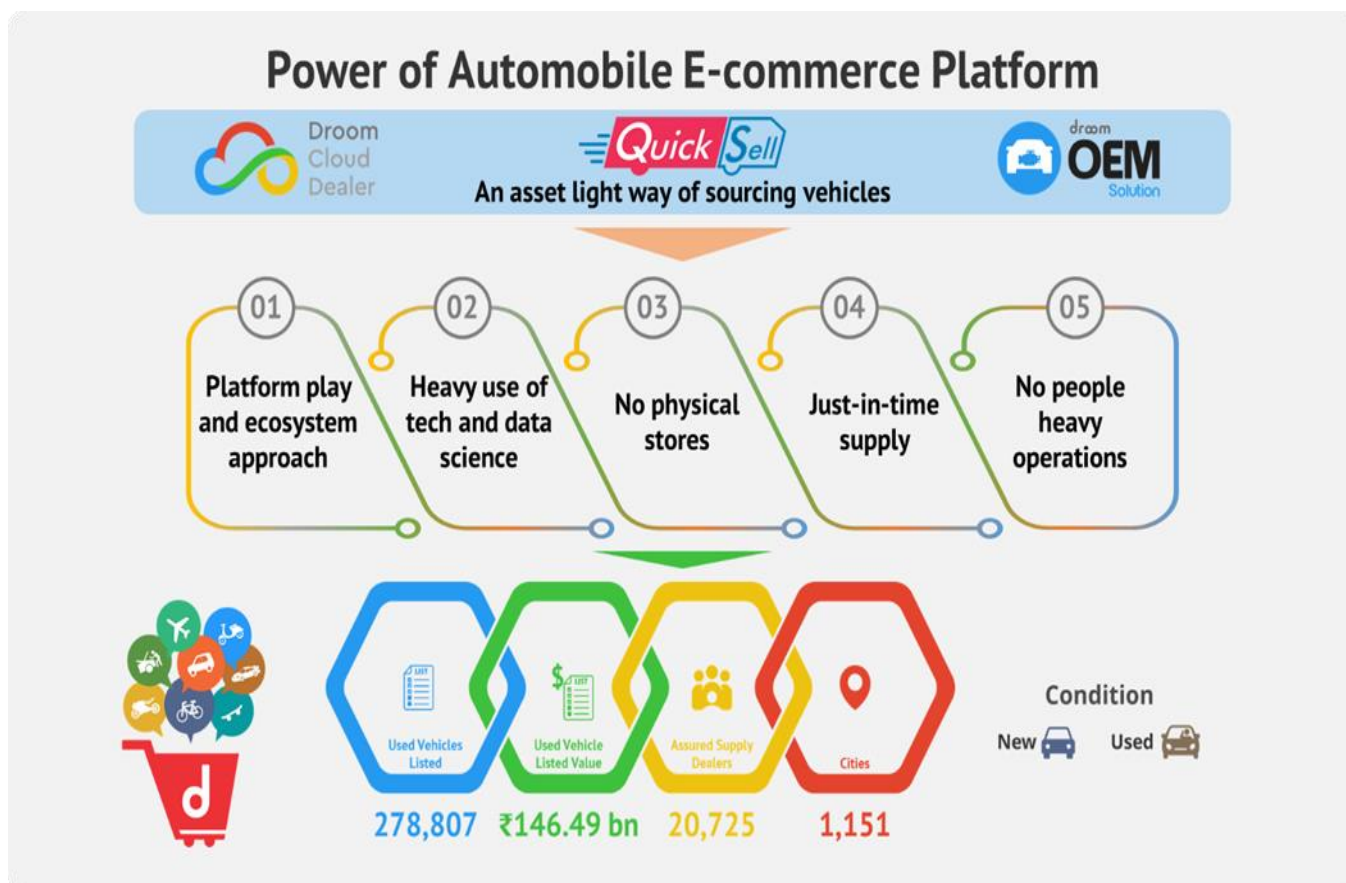 Power of Automobile E-commerce Platform
Droom
Cloud
Dealer
Quick Sell
An asset light way of sourcing vehicles
droom
OEM
Solution
01
02
03
04
05
Platform play
and ecosystem
approach
Heavy use of
tech and data
science
No physical
stores
Just-in-time
supply
No people
heavy
operations
LIST
$
LIST
Used Vehicles
Listed
Used Vehicle
Listed Value
Assured Supply
Dealers
Cities
278,807
₹146.49 bn
20,725
1,151
d
Condition
New
Used